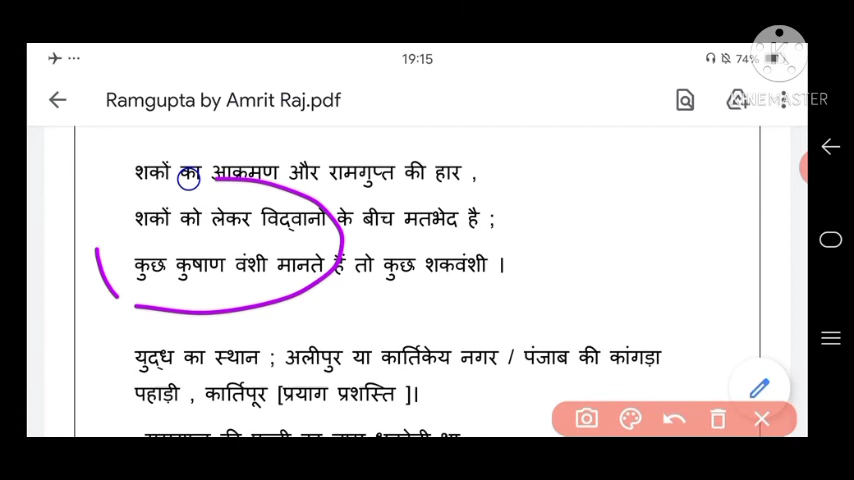 19:15
74%
K
KINEMASTER
Ramgupta by Amrit Raj.pdf
शकों का आक्रमण और रामगुप्त की हार ,
शकों को लेकर विद्वानों के बीच मतभेद है ;
कुछ कुषाण वंशी मानते हैं तो कुछ शकवंशी ।
युद्ध का स्थान ; अलीपुर या कार्तिकेय नगर / पंजाब की कांगड़ा
पहाड़ी , कार्तिपूर [प्रयाग प्रशस्ति ]।